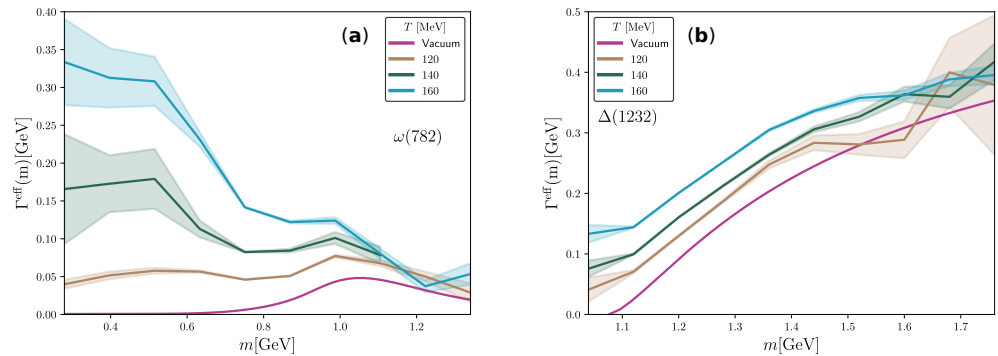 (a)
T [MeV]
Vacuum
120
140
160
ω(782)
Γ^eff(m)[GeV]
0.40
0.35
0.30
0.25
0.20
0.15
0.10
0.05
0.00
0.4 0.6 0.8 1.0 1.2
m[GeV]
(b)
T [MeV]
Vacuum
120
140
160
Δ(1232)
Γ^eff(m)[GeV]
0.5
0.4
0.3
0.2
0.1
0.0
1.1 1.2 1.3 1.4 1.5 1.6 1.7
m[GeV]